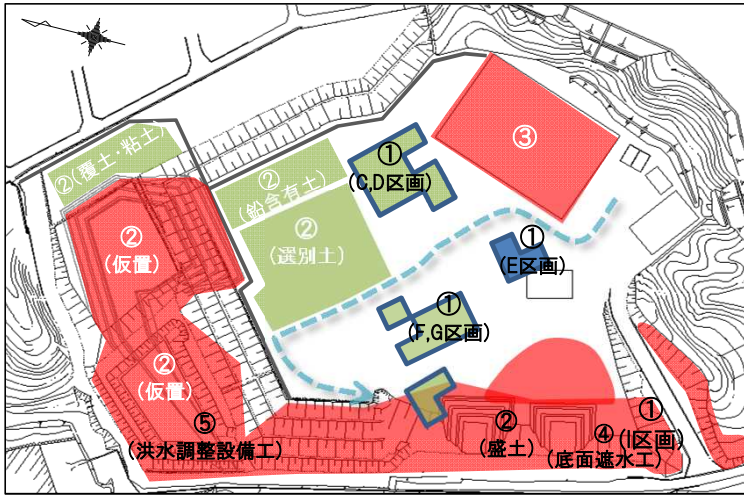 ②(覆土・粘土)
②
(鉛含有土)
①
(C,D区画)
③
②
(仮置)
②
(選別土)
①
(E区画)
①
(F,G区画)
②
(仮置)
⑤
(洪水調整設備工)
②
(盛土)
①
④(I区画)
(底面遮水工)